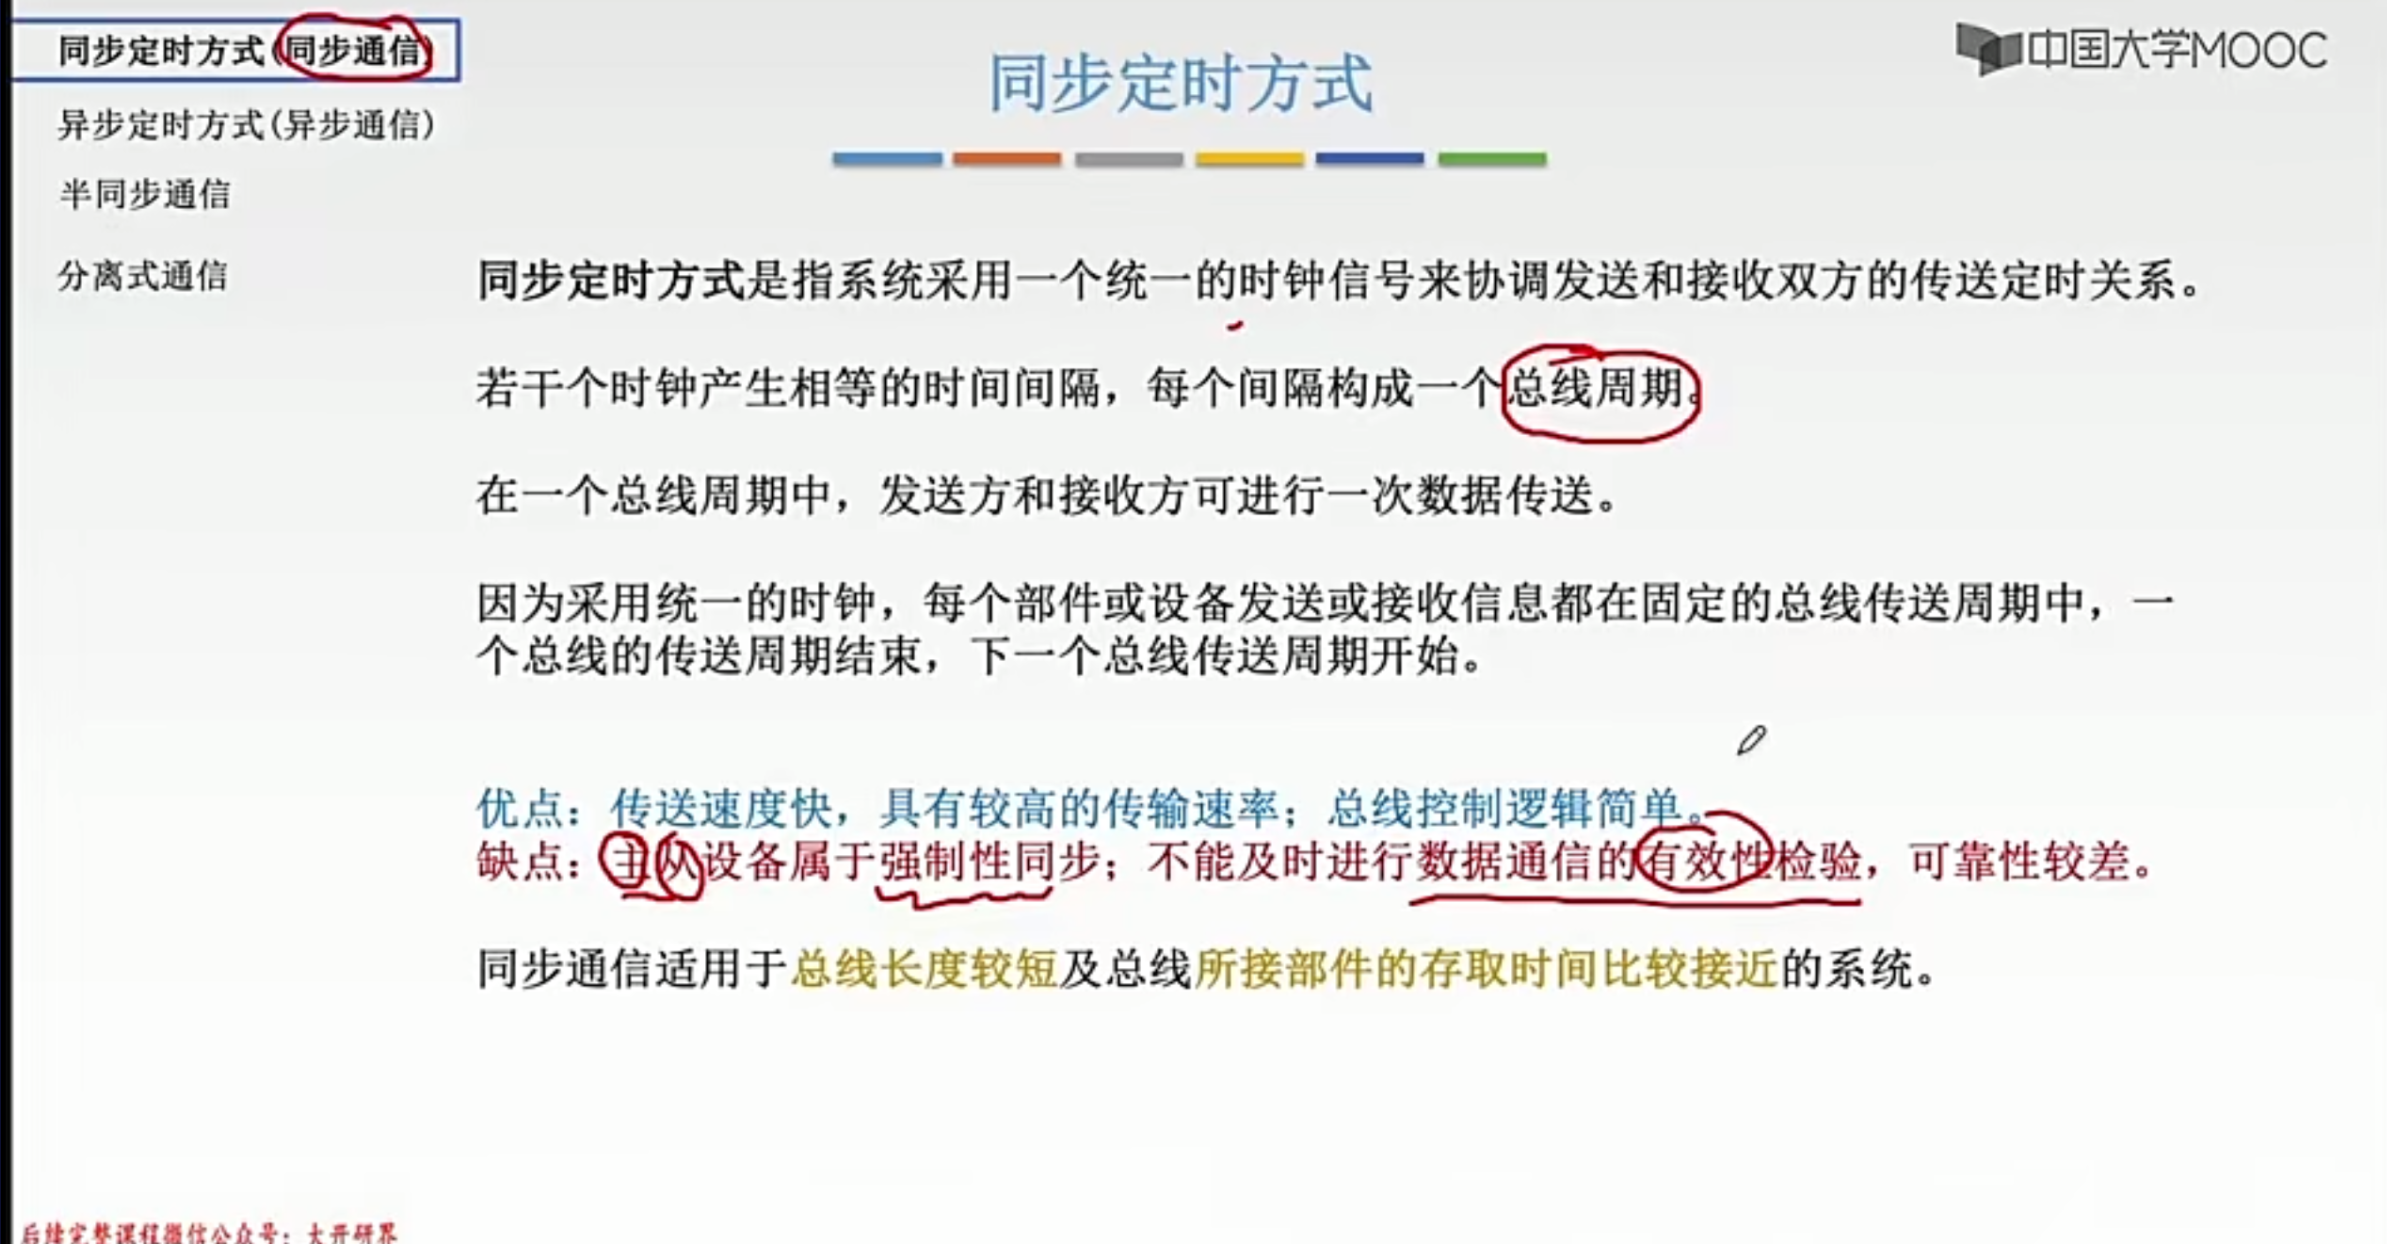 同步定时方式(同步通信)
异步定时方式(异步通信)
半同步通信
分离式通信
中国大学MOOC
同步定时方式
同步定时方式是指系统采用一个统一的时钟信号来协调发送和接收双方的传送定时关系。
若干个时钟产生相等的时间间隔，每个间隔构成一个总线周期。
在一个总线周期中，发送方和接收方可进行一次数据传送。
因为采用统一的时钟，每个部件或设备发送或接收信息都在固定的总线传送周期中，一
个总线的传送周期结束，下一个总线传送周期开始。
优点：传送速度快，具有较高的传输速率；总线控制逻辑简单。
缺点：主从设备属于强制性同步；不能及时进行数据通信的有效性检验，可靠性较差。
同步通信适用于总线长度较短及总线所接部件的存取时间比较接近的系统。
后续完整课程微信公众号：大开研界